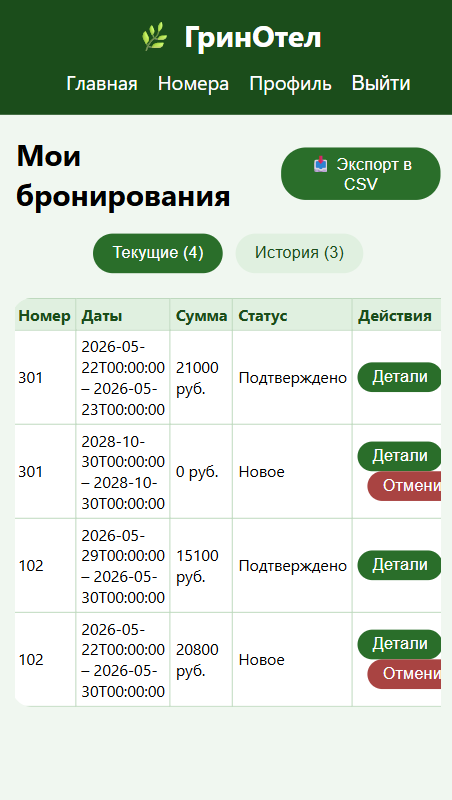 ГринОтел
Главная Номера Профиль Выйти
Мои
бронирования
Экспорт в
CSV
Текущие (4) История (3)
Номер Даты Сумма Статус Действия
301
2026-05-
22T00:00:00
– 2026-05-
23T00:00:00
21000
руб.
Подтверждено
Детали
301
2028-10-
30T00:00:00
– 2028-10-
30T00:00:00
0 руб.
Новое
Детали
Отмени
102
2026-05-
29T00:00:00
– 2026-05-
30T00:00:00
15100
руб.
Подтверждено
Детали
102
2026-05-
22T00:00:00
– 2026-05-
30T00:00:00
20800
руб.
Новое
Детали
Отмени